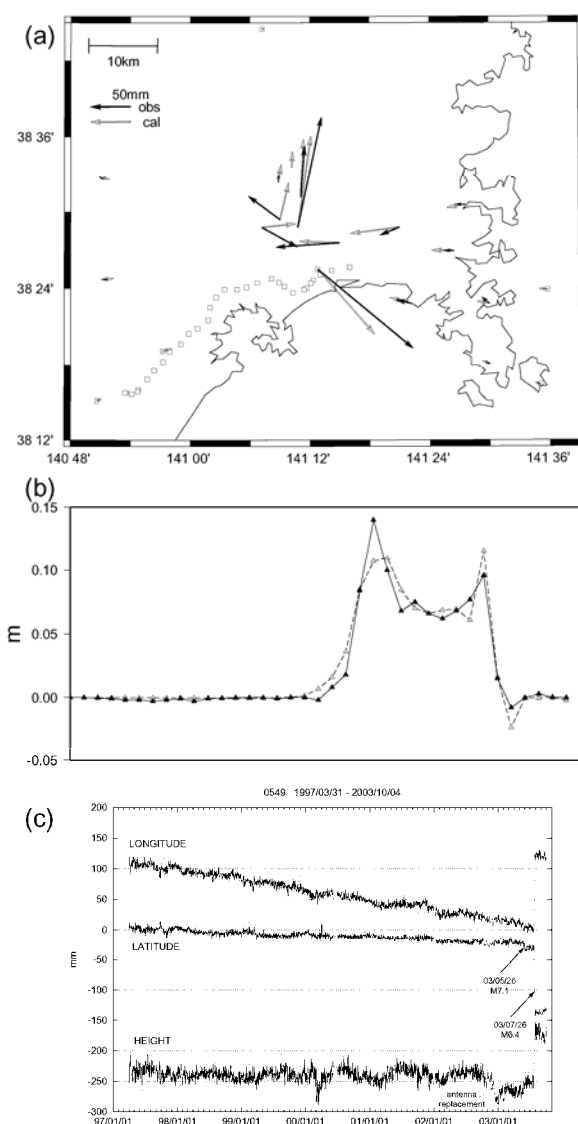 (a)
10km
50mm
obs
cal
38 36'
38 24'
38 12'
140 48'
141 00'
141 12'
141 24'
141 36'
(b)
0.15
0.10
0.05
0.00
-0.05
m
0549 1997/03/31 - 2003/10/04
(c)
200
150
100
50
0
-50
-100
-150
-200
-250
-300
mm
LONGITUDE
LATITUDE
03/05/26
M7.1
03/07/26
M6.4
HEIGHT
antenna
replacement
97/01/01
98/01/01
99/01/01
00/01/01
01/01/01
02/01/01
03/01/01